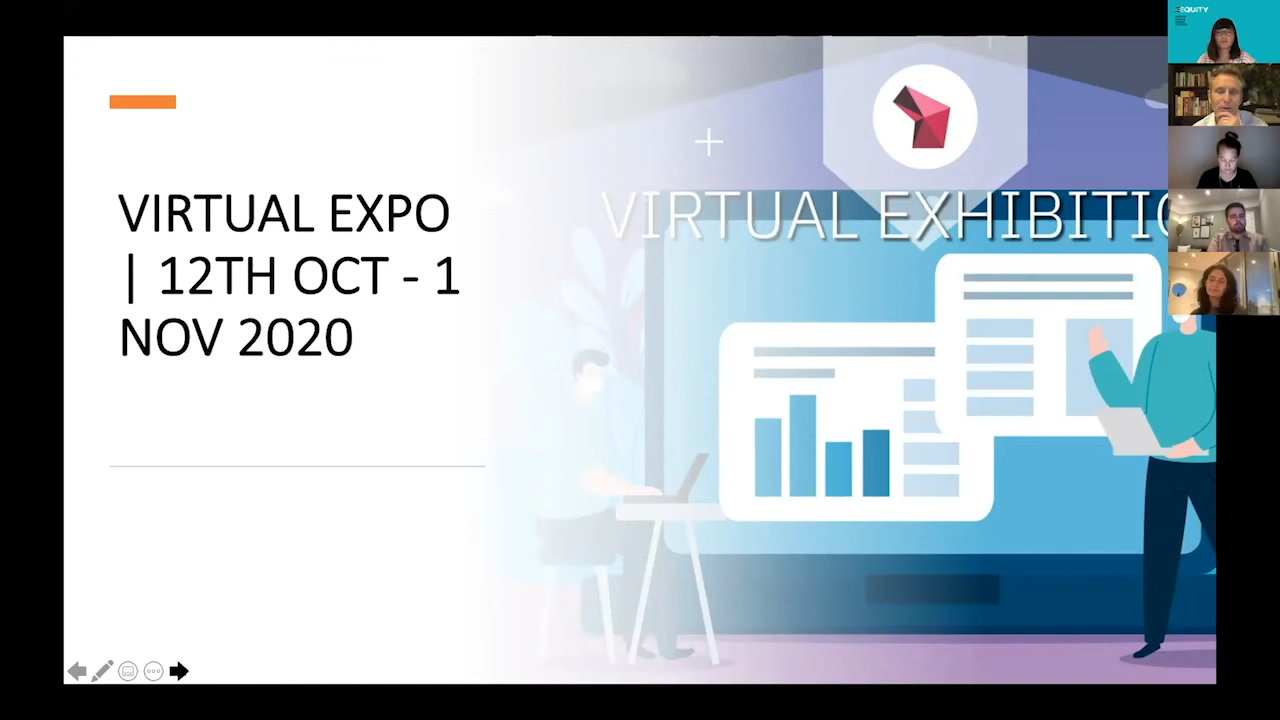 EQUITY
VIRTUAL EXPO
| 12TH OCT - 1
NOV 2020
VIRTUAL EXHIBITIO